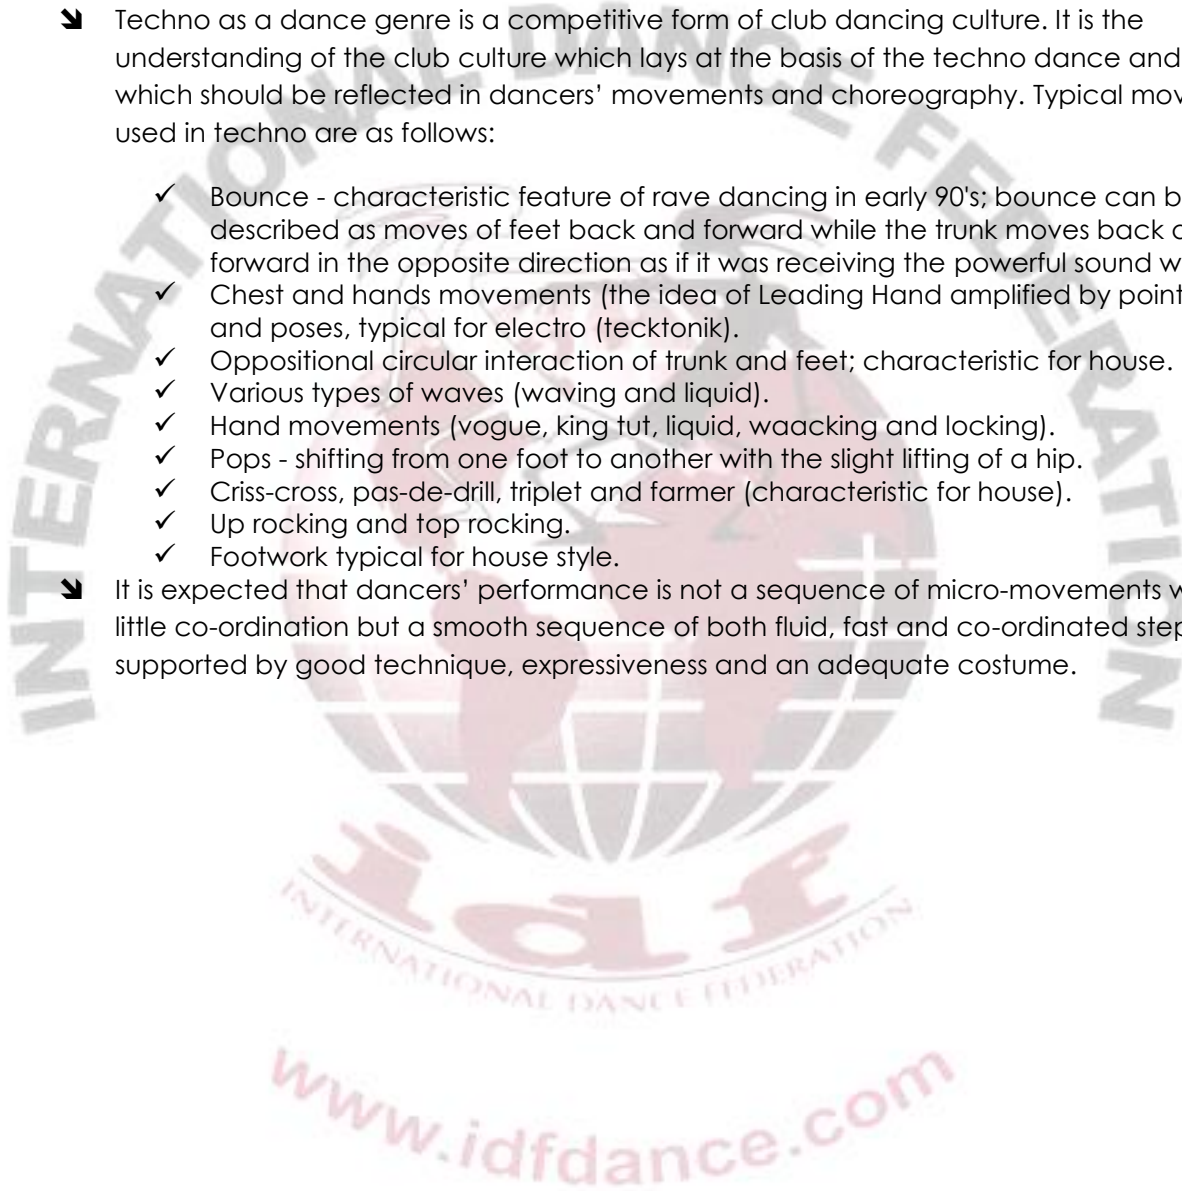 Techno as a dance genre is a competitive form of club dancing culture. It is the
understanding of the club culture which lays at the basis of the techno dance and
which should be reflected in dancers' movements and choreography. Typical mov
used in techno are as follows:
✓ Bounce - characteristic feature of rave dancing in early 90's; bounce can b
described as moves of feet back and forward while the trunk moves back
forward in the opposite direction as if it was receiving the powerful sound w
✓ Chest and hands movements (the idea of Leading Hand amplified by point
and poses, typical for electro (tecktonik).
✓ Oppositional circular interaction of trunk and feet; characteristic for house.
✓ Various types of waves (waving and liquid).
✓ Hand movements (vogue, king tut, liquid, waacking and locking).
✓ Pops - shifting from one foot to another with the slight lifting of a hip.
✓ Criss-cross, pas-de-drill, triplet and farmer (characteristic for house).
✓ Up rocking and top rocking.
✓ Footwork typical for house style.
It is expected that dancers' performance is not a sequence of micro-movements w
little co-ordination but a smooth sequence of both fluid, fast and co-ordinated step
supported by good technique, expressiveness and an adequate costume.
INTERNATIONAL DANCE FEDERATION
idf
INTERNATIONAL DANCE FEDERATION
www.idfdance.com